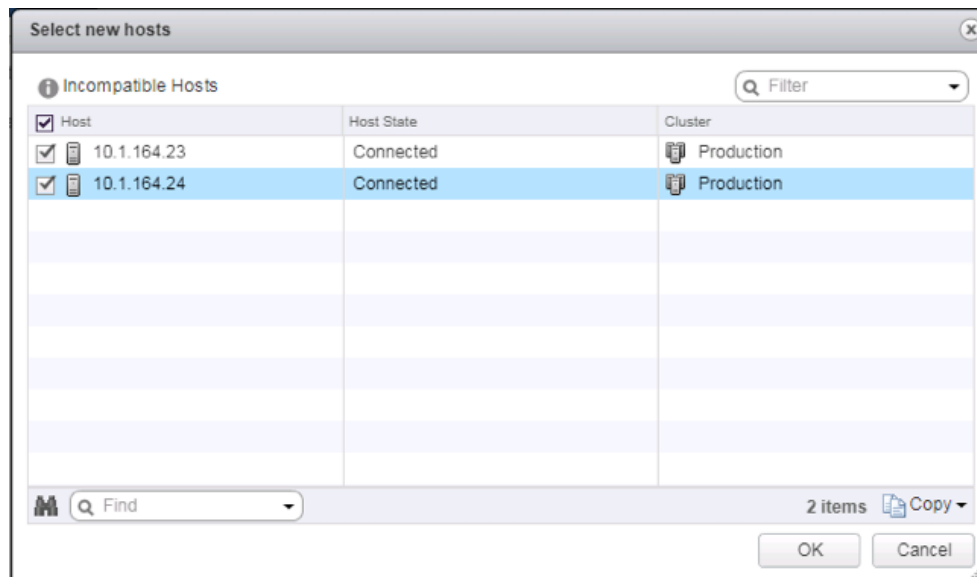 Select new hosts
Incompatible Hosts
Filter
Host Host State Cluster
10.1.164.23 Connected Production
10.1.164.24 Connected Production
Find 2 items Copy
OK Cancel